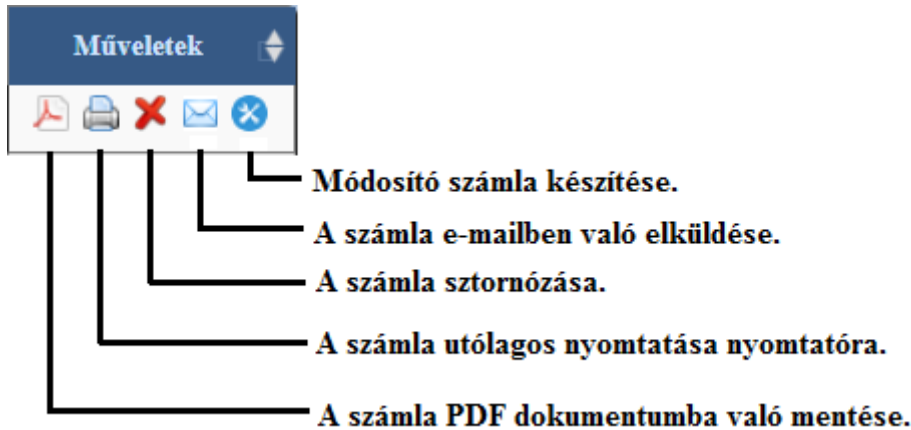 Műveletek
Módosító számla készítése.
A számla e-mailben való elküldése.
A számla sztornózása.
A számla utólagos nyomtatása nyomtatóra.
A számla PDF dokumentumba való mentése.